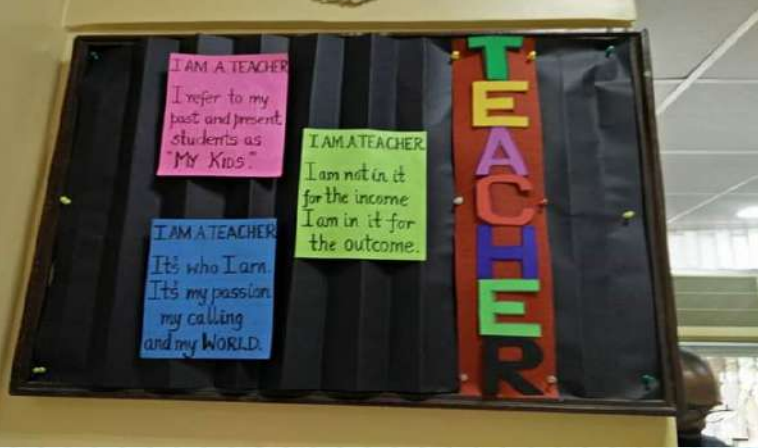 I AM A TEACHER
I refer to my
past and present
students as
"MY KIDS."
I AM A TEACHER
I am not in it
for the income
I am in it for
the outcome.
I AM A TEACHER
It's who I am.
It's my passion
my calling
and my WORLD.
TEACHER